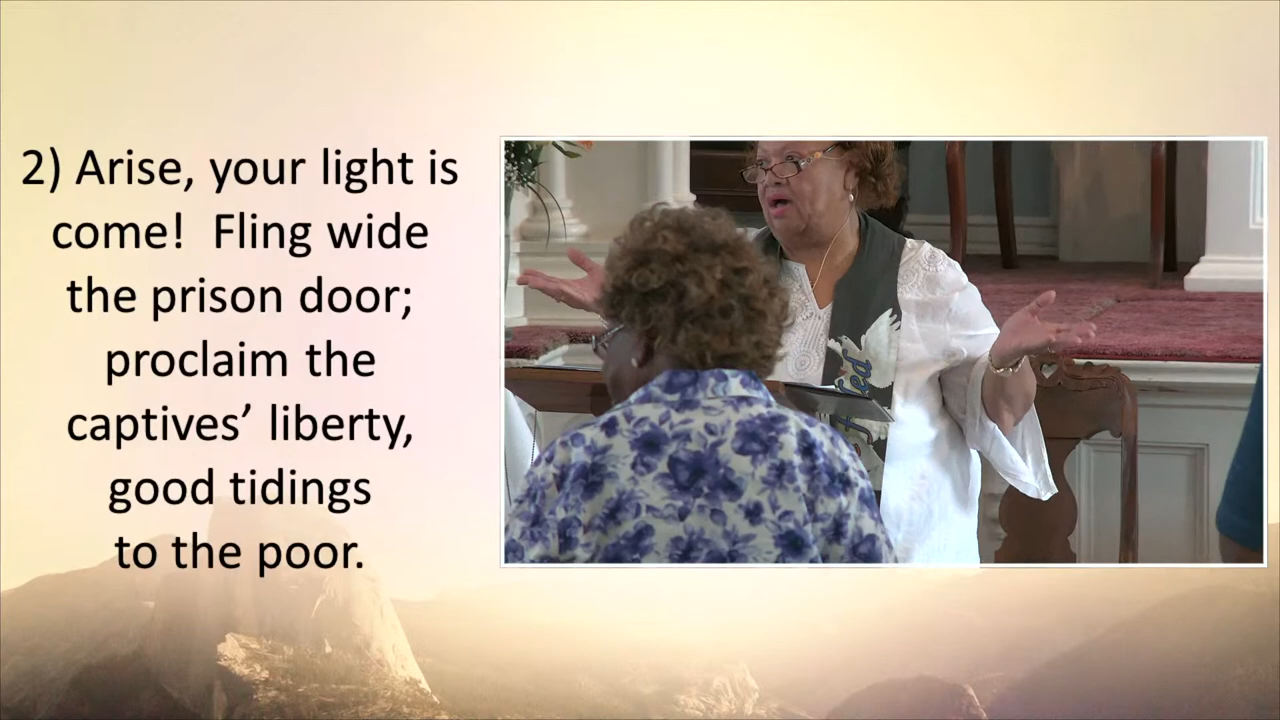 2) Arise, your light is
come!  Fling wide
the prison door;
proclaim the
captives’ liberty,
good tidings
to the poor.